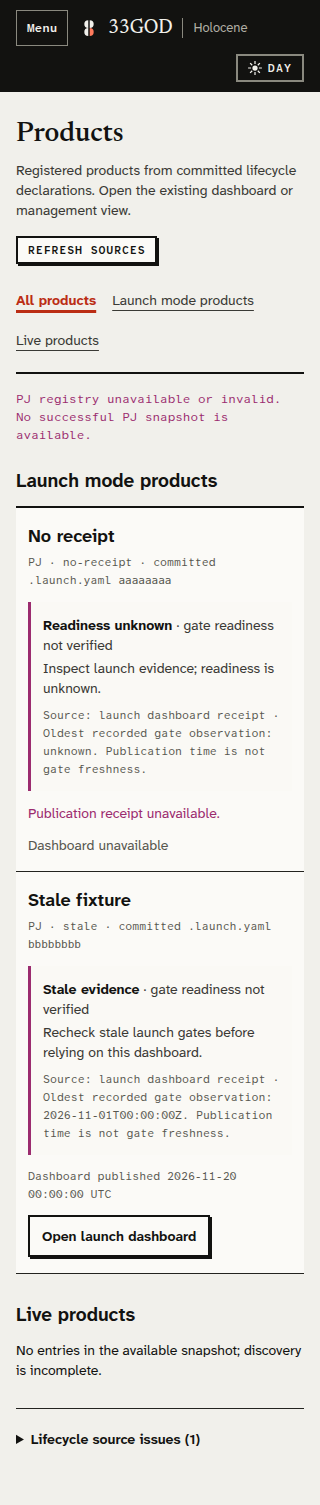 Menu
33GOD
Holocene
DAY
Products
Registered products from committed lifecycle
declarations. Open the existing dashboard or
management view.
REFRESH SOURCES
All products
Launch mode products
Live products
PJ registry unavailable or invalid.
No successful PJ snapshot is
available.
Launch mode products
No receipt
PJ · no-receipt · committed
.launch.yaml aaaaaaaa
Readiness unknown · gate readiness
not verified
Inspect launch evidence; readiness is
unknown.
Source: launch dashboard receipt ·
Oldest recorded gate observation:
unknown. Publication time is not
gate freshness.
Publication receipt unavailable.
Dashboard unavailable
Stale fixture
PJ · stale · committed .launch.yaml
bbbbbbbb
Stale evidence · gate readiness not
verified
Recheck stale launch gates before
relying on this dashboard.
Source: launch dashboard receipt ·
Oldest recorded gate observation:
2026-11-01T00:00:00Z. Publication
time is not gate freshness.
Dashboard published 2026-11-20
00:00:00 UTC
Open launch dashboard
Live products
No entries in the available snapshot; discovery
is incomplete.
Lifecycle source issues (1)